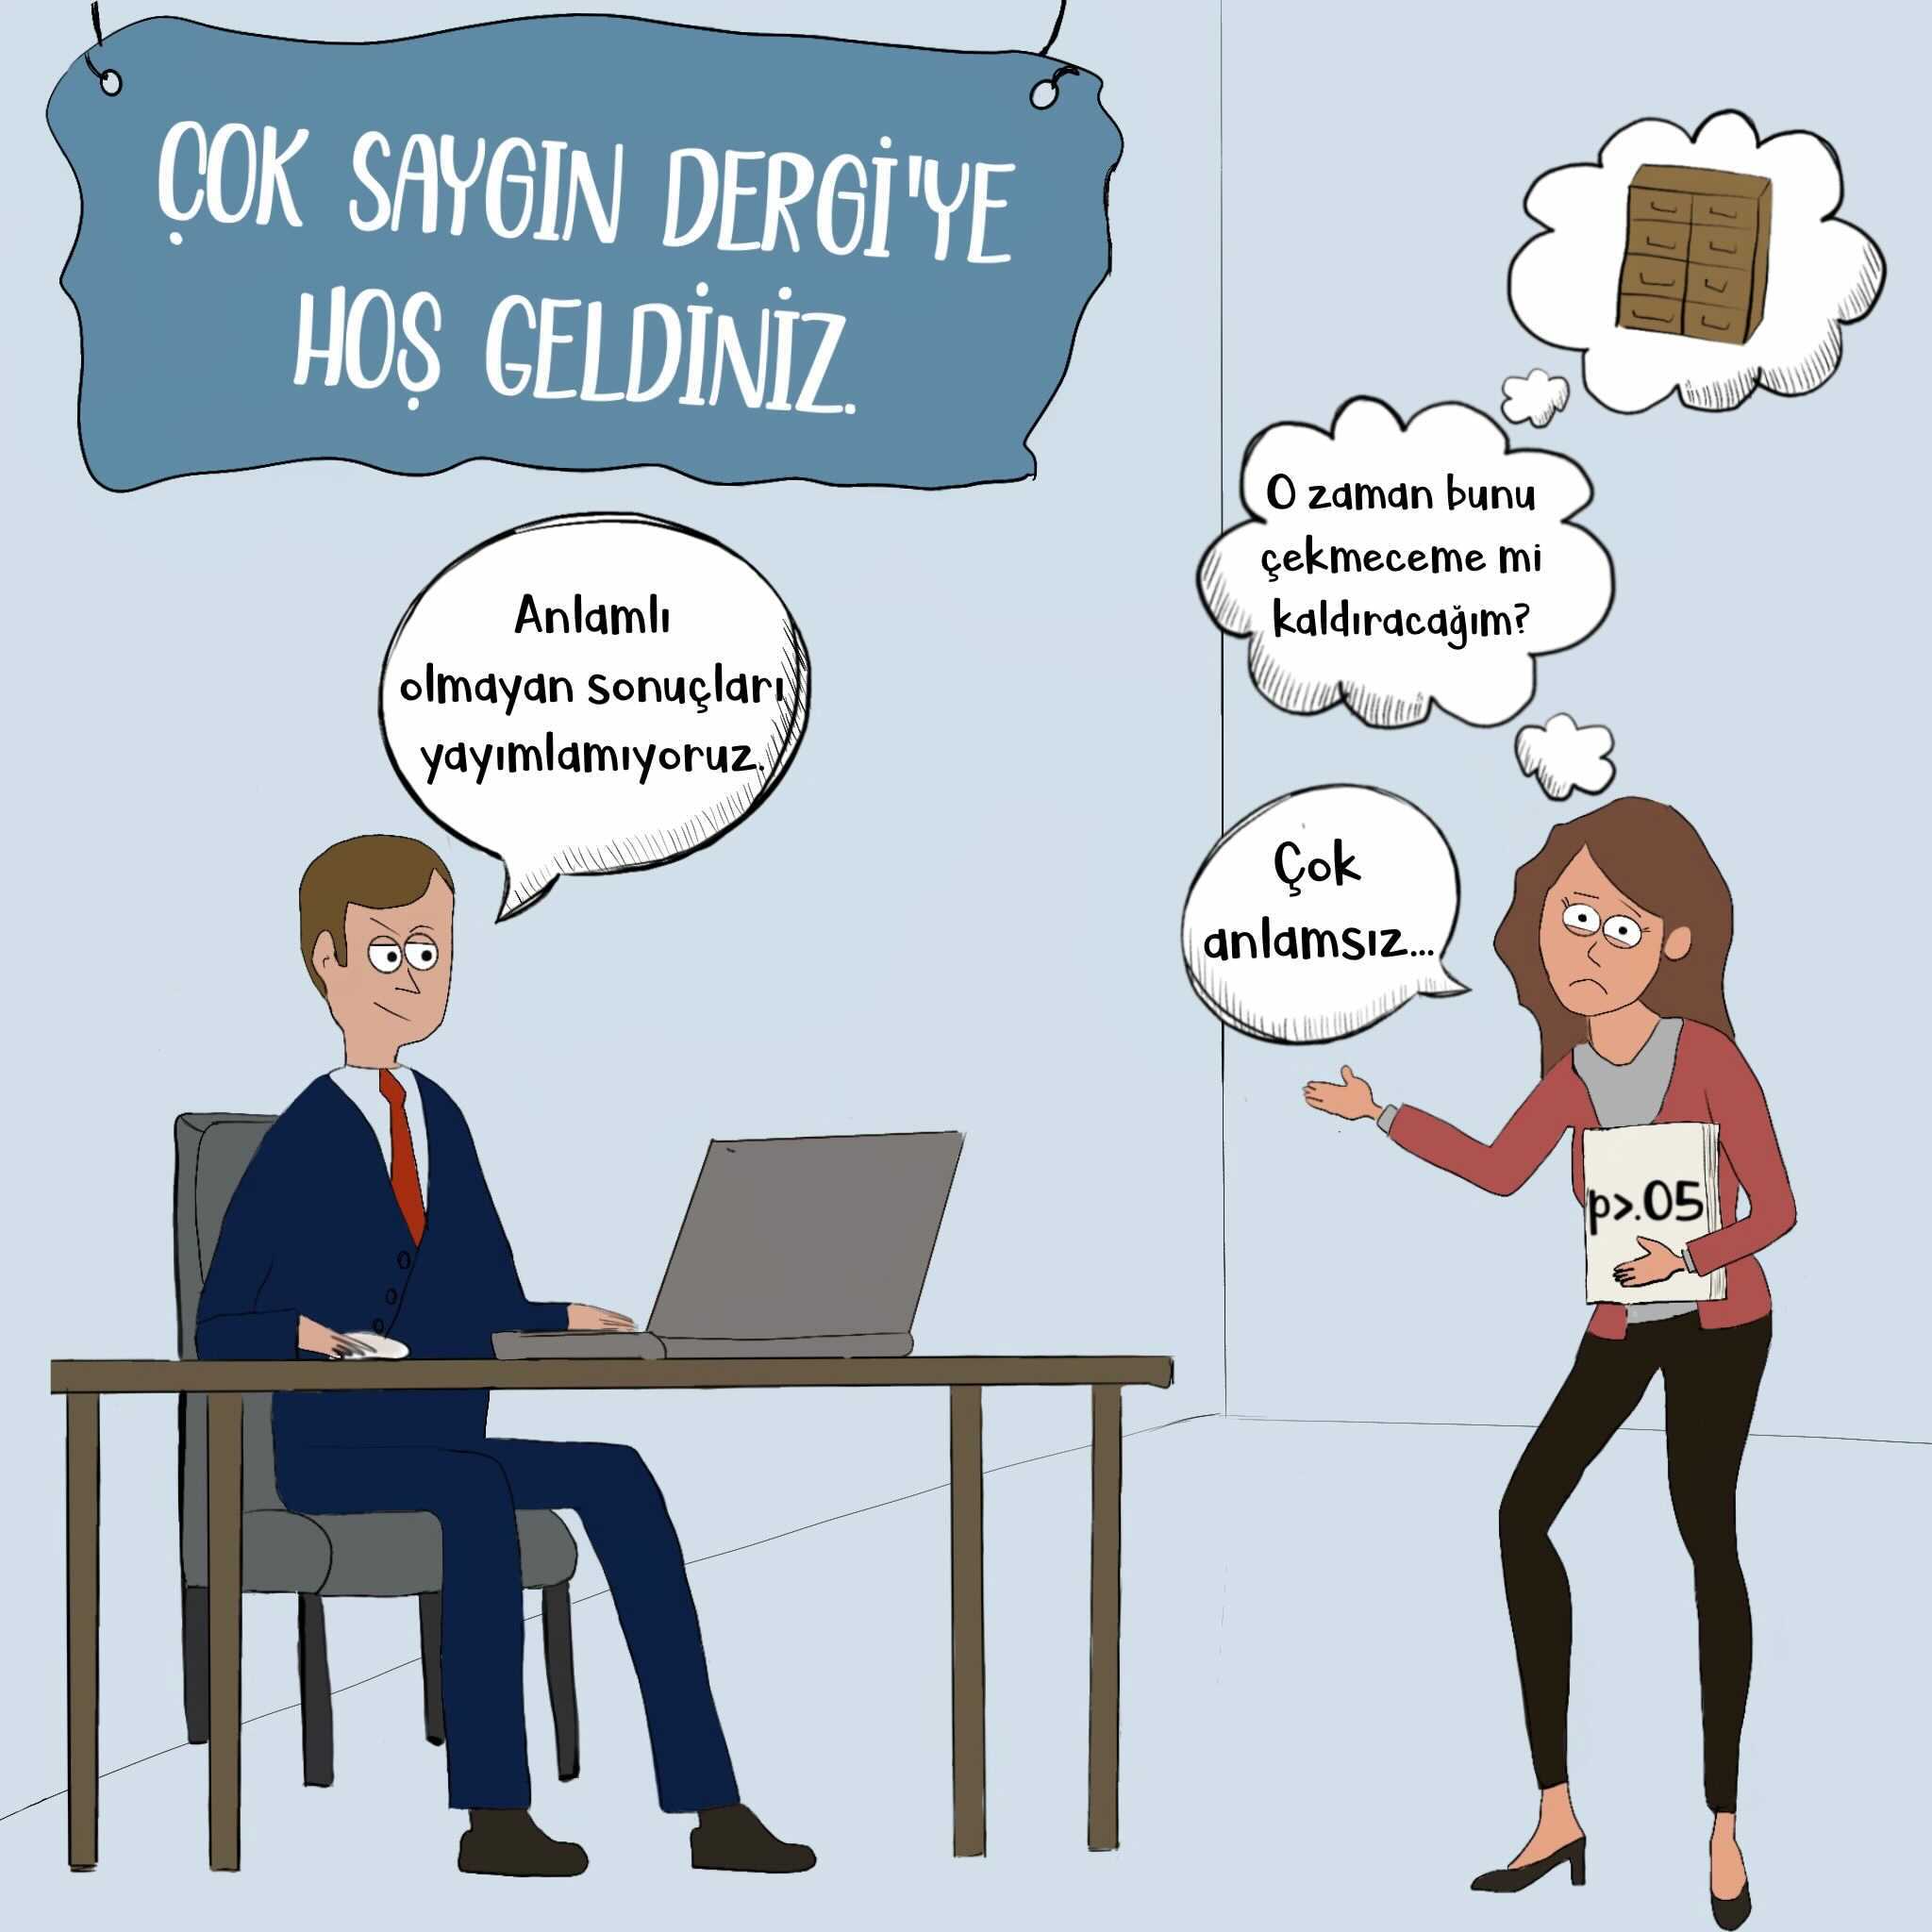 ÇOK SAYGIN DERGİ'YE
HOŞ GELDİNİZ.
Anlamlı
olmayan sonuçları
yayımlamıyoruz.
O zaman bunu
çekmeceme mi
kaldıracağım?
Çok
anlamsız...
p>.05